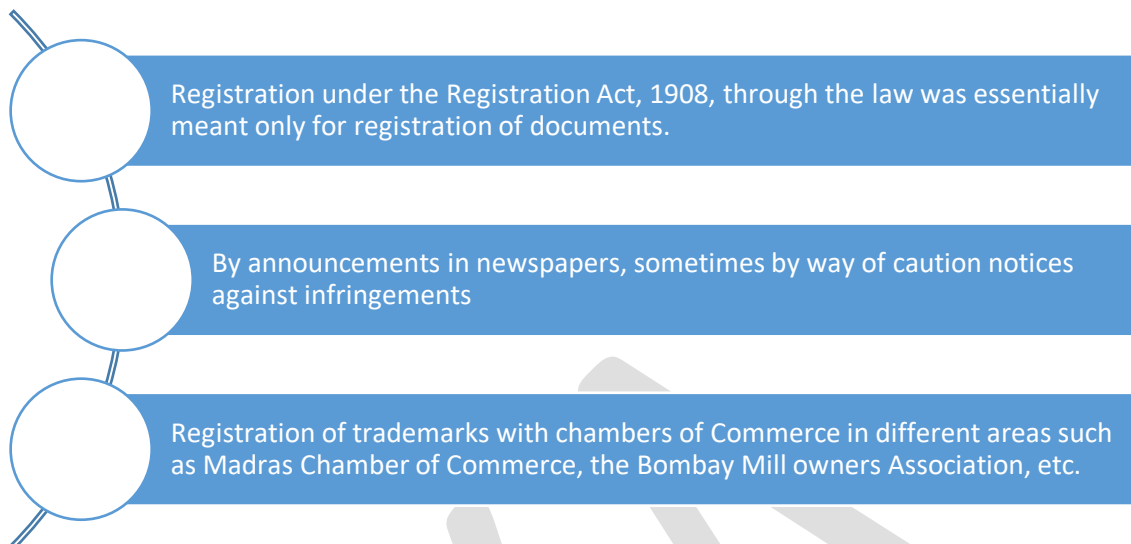 Registration under the Registration Act, 1908, through the law was essentially
meant only for registration of documents.
By announcements in newspapers, sometimes by way of caution notices
against infringements
Registration of trademarks with chambers of Commerce in different areas such
as Madras Chamber of Commerce, the Bombay Mill owners Association, etc.